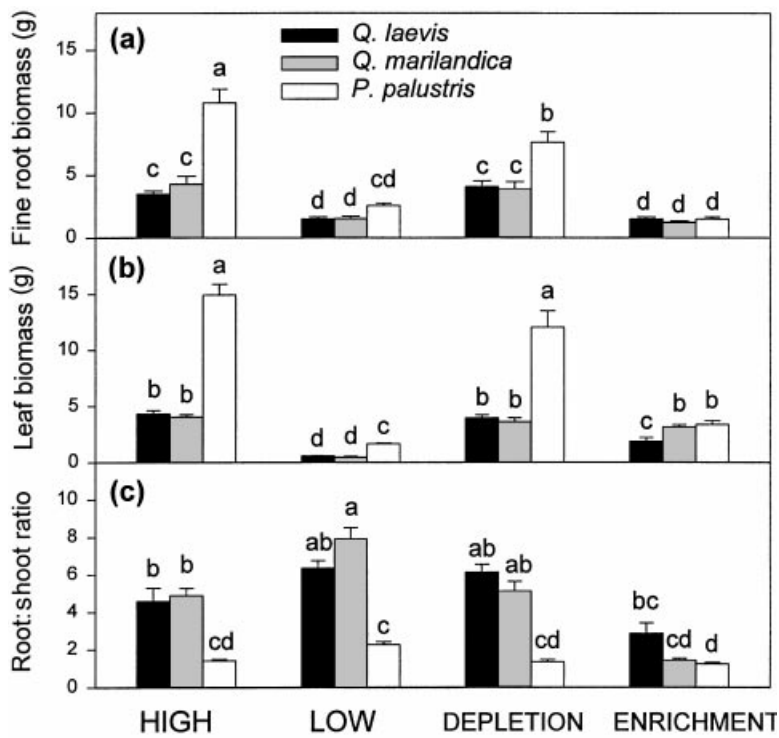 (a)
Q. laevis
Q. marilandica
P. palustris
Fine root biomass (g)
15
10
5
0
c c a
d d cd
c c b
d d d
(b)
Leaf biomass (g)
15
10
5
0
b b a
d d c
b b a
c b b
(c)
Root: shoot ratio
10
8
6
4
2
0
b b cd
ab a c
ab ab cd
bc cd d
HIGH LOW DEPLETION ENRICHMENT